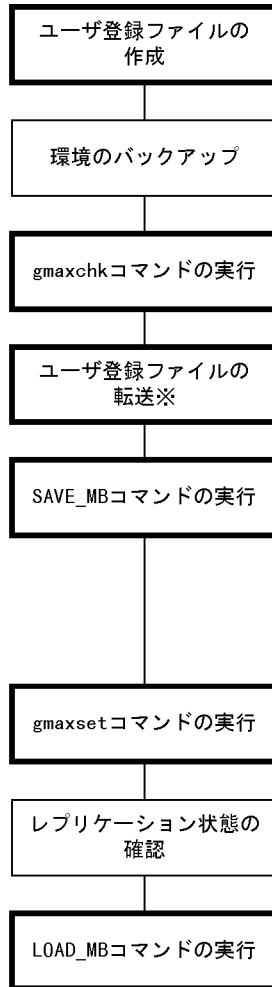 ユーザ登録ファイルの
作成
環境のバックアップ
gmaxchkコマンドの実行
ユーザ登録ファイルの
転送※
SAVE_MBコマンドの実行
gmaxsetコマンドの実行
レプリケーション状態の
確認
LOAD_MBコマンドの実行